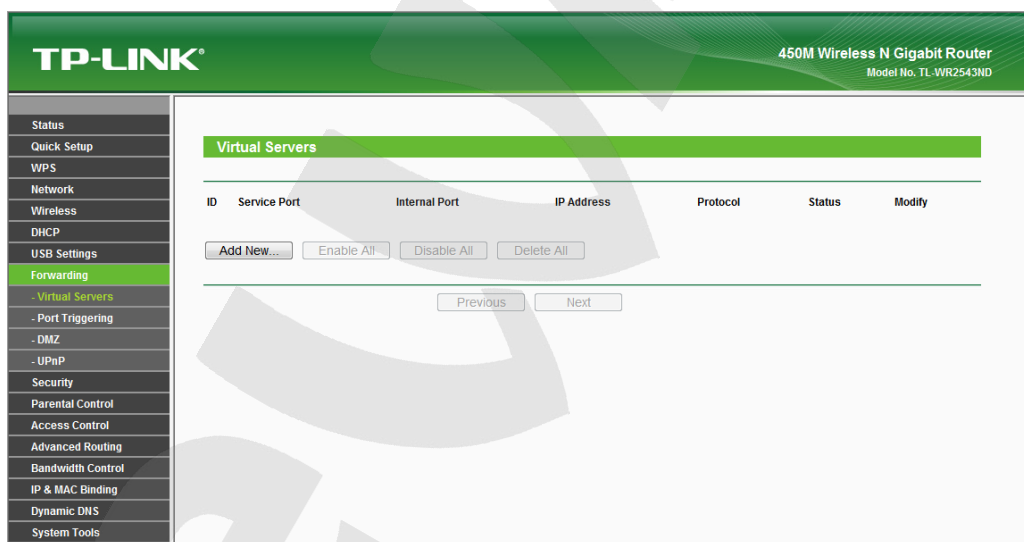 TP-LINK®
450M Wireless N Gigabit Router
Model No. TL-WR2543ND
Status
Quick Setup
WPS
Network
Wireless
DHCP
USB Settings
Forwarding
- Virtual Servers
- Port Triggering
- DMZ
- UPnP
Security
Parental Control
Access Control
Advanced Routing
Bandwidth Control
IP & MAC Binding
Dynamic DNS
System Tools
Virtual Servers
ID Service Port Internal Port IP Address Protocol Status Modify
Add New... Enable All Disable All Delete All
Previous Next